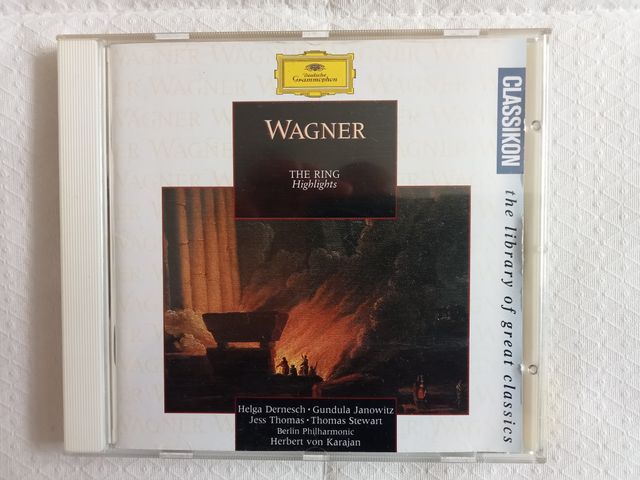 Deutsche
Grammophon
WAGNER
THE RING
Highlights
Helga Dernesch · Gundula Janowitz
Jess Thomas · Thomas Stewart
Berlin Philharmonic
Herbert von Karajan
CLASSIKON
the library of great classics